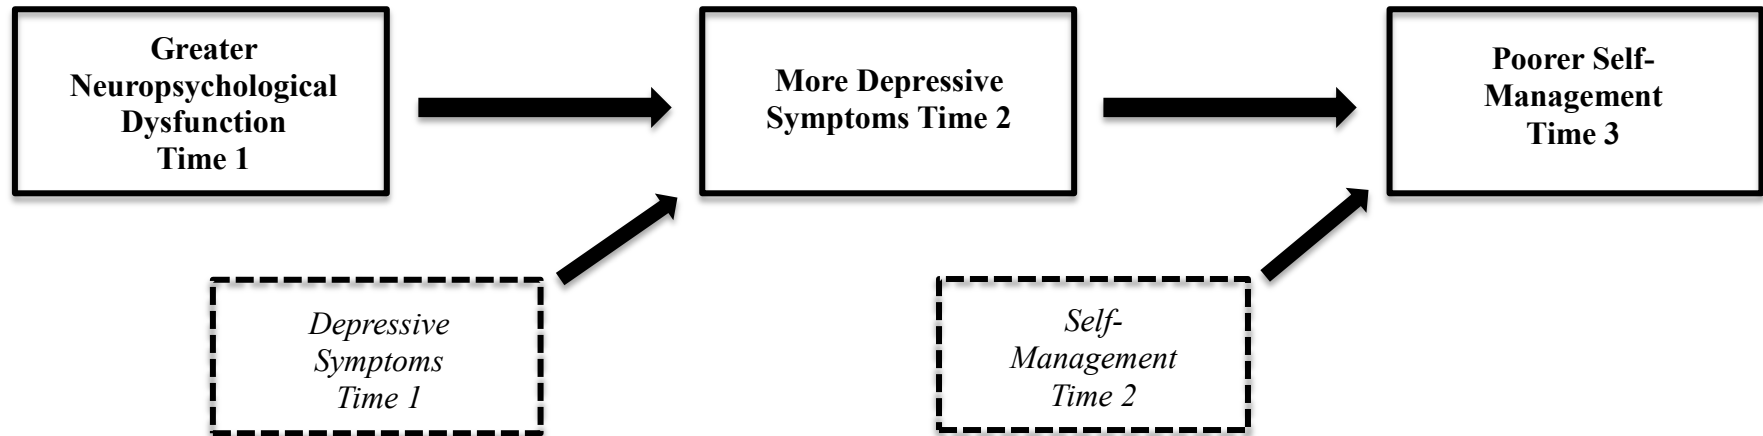 Greater
Neuropsychological
Dysfunction
Time 1
More Depressive
Symptoms Time 2
Poorer Self-
Management
Time 3
Depressive
Symptoms
Time 1
Self-
Management
Time 2